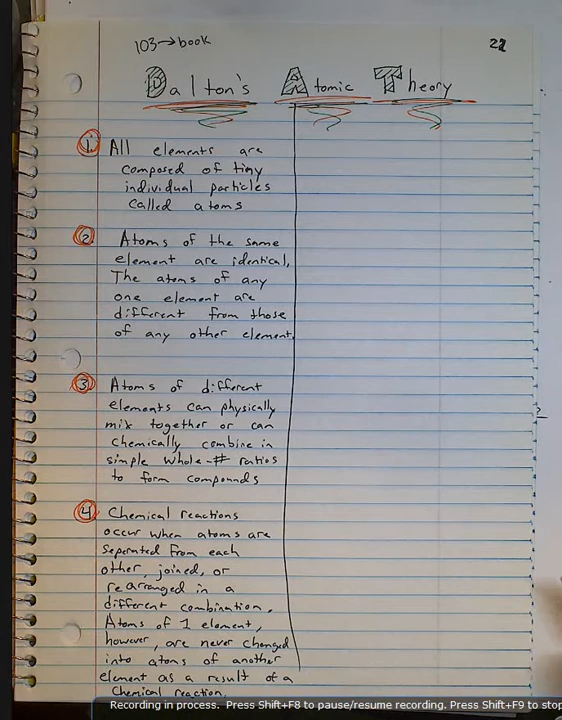 103→book
22
Dalton's Atomic Theory
1. All elements are
composed of tiny
individual particles
called atoms
2. Atoms of the same
element are identical.
The atoms of any
one element are
different from those
of any other element.
3. Atoms of different
elements can physically
mix together or can
chemically combine in
simple whole-# ratios
to form compounds
4. Chemical reactions
occur when atoms are
seperated from each
other, joined, or
rearranged in a
different combination.
Atoms of 1 element,
however, are never changed
into atoms of another
element as a result of a
Chemical reaction.
Recording in process. Press Shift+F8 to pause/resume recording. Press Shift+F9 to stop